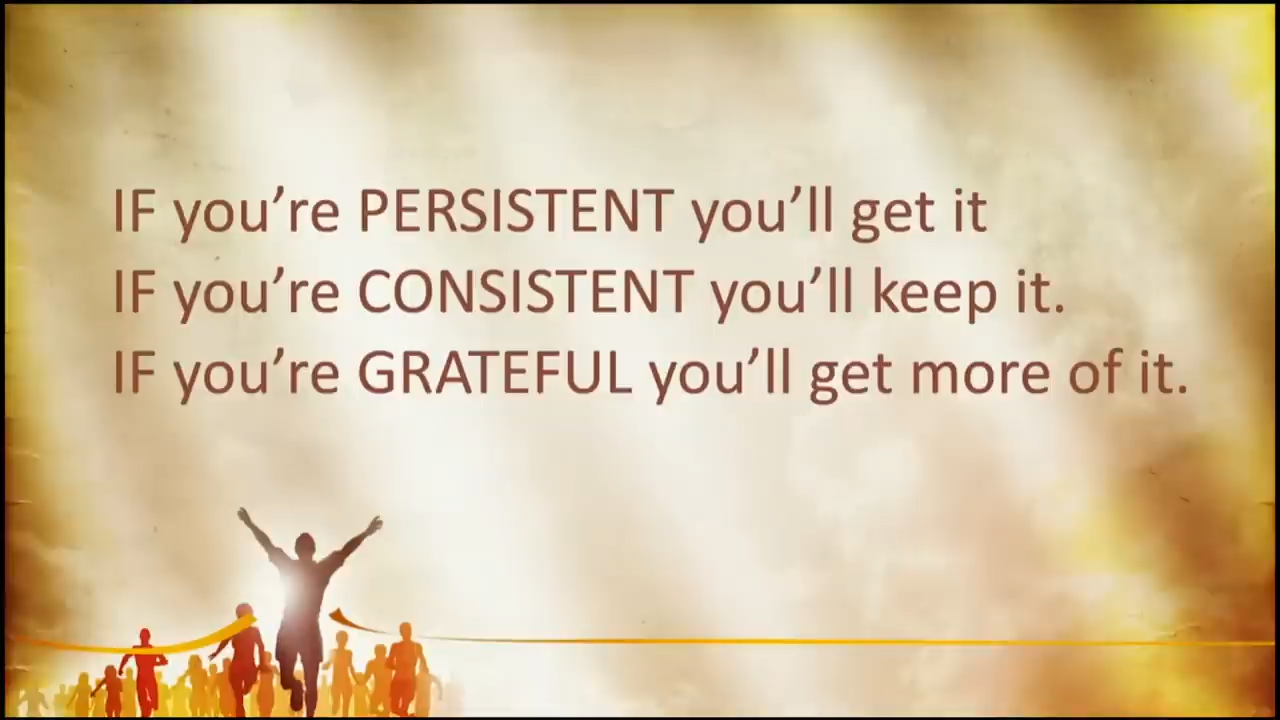 IF you’re PERSISTENT you’ll get it
IF you’re CONSISTENT you’ll keep it.
IF you’re GRATEFUL you’ll get more of it.